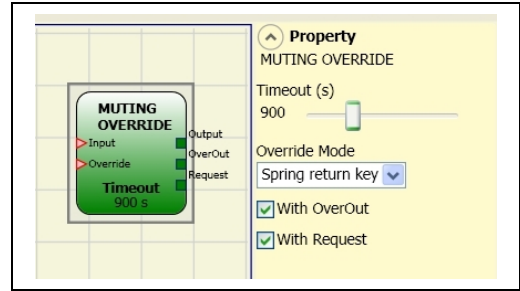 MUTING
OVERRIDE
Input
Override
Output
OverOut
Request
Timeout
900 s
Property
MUTING OVERRIDE
Timeout (s)
900
Override Mode
Spring return key
With OverOut
With Request